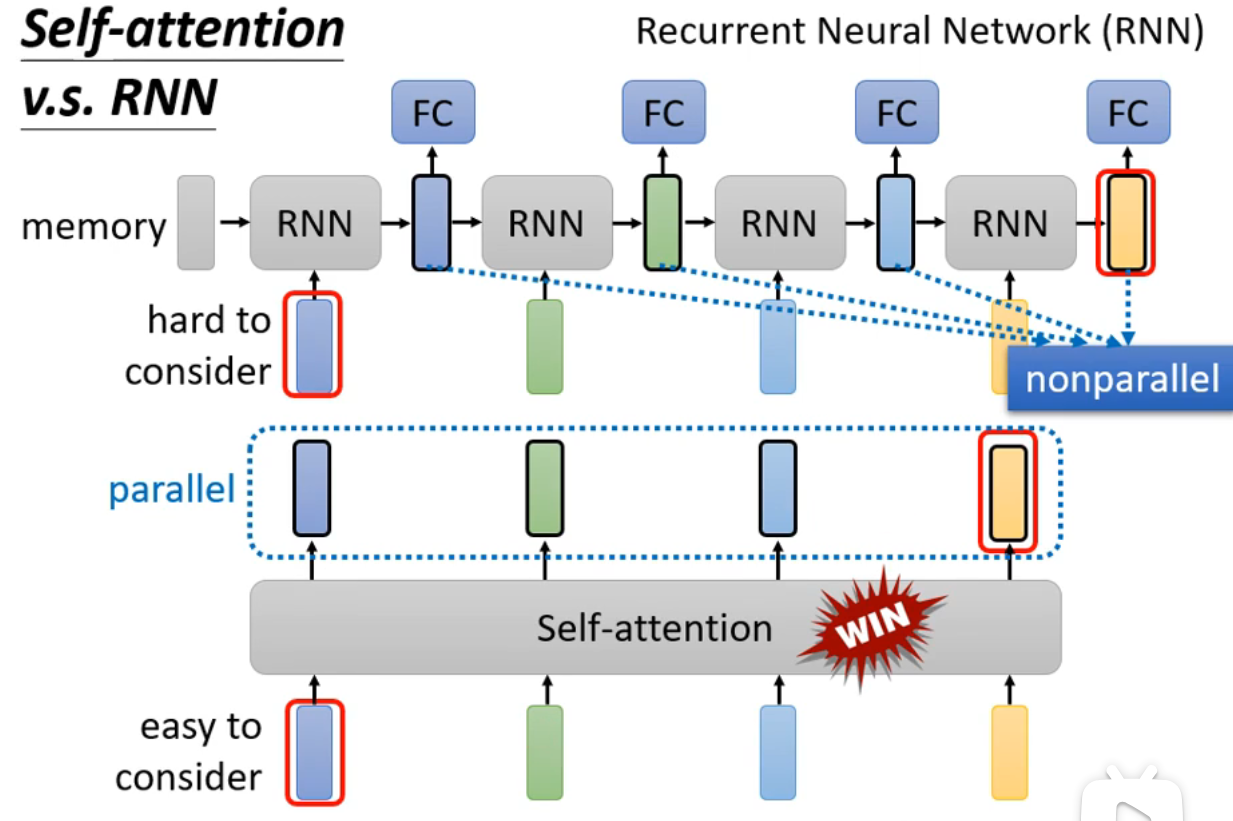 Self-attention
v.s. RNN
Recurrent Neural Network (RNN)
FC
FC
FC
FC
memory
RNN
RNN
RNN
RNN
hard to
consider
nonparallel
parallel
Self-attention
WIN
easy to
consider